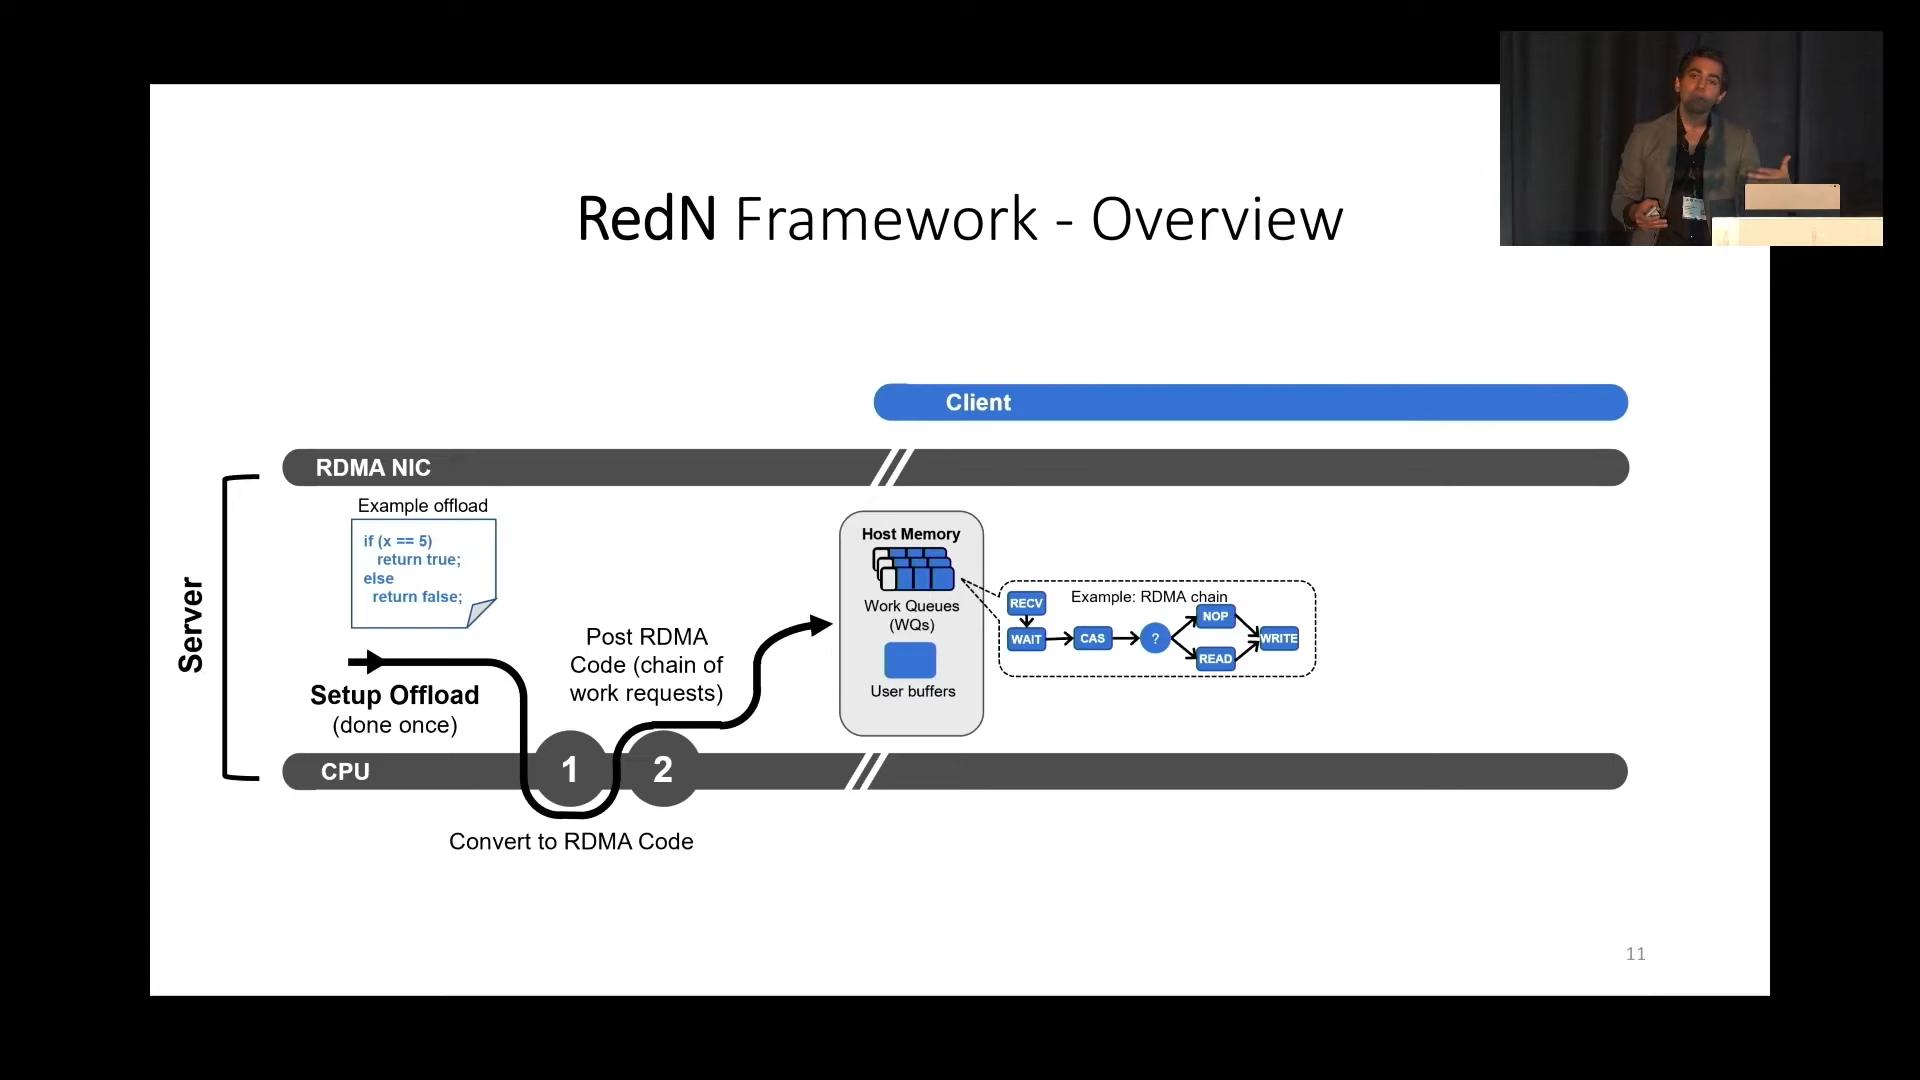 RedN Framework - Overview
Client
RDMA NIC
Example offload
if (x == 5)
return true;
else
return false;
Server
Setup Offload
(done once)
Post RDMA
Code (chain of
work requests)
Host Memory
Work Queues
(WQs)
User buffers
Example: RDMA chain
RECV
WAIT
CAS
?
NOP
READ
WRITE
CPU
1
2
Convert to RDMA Code
11